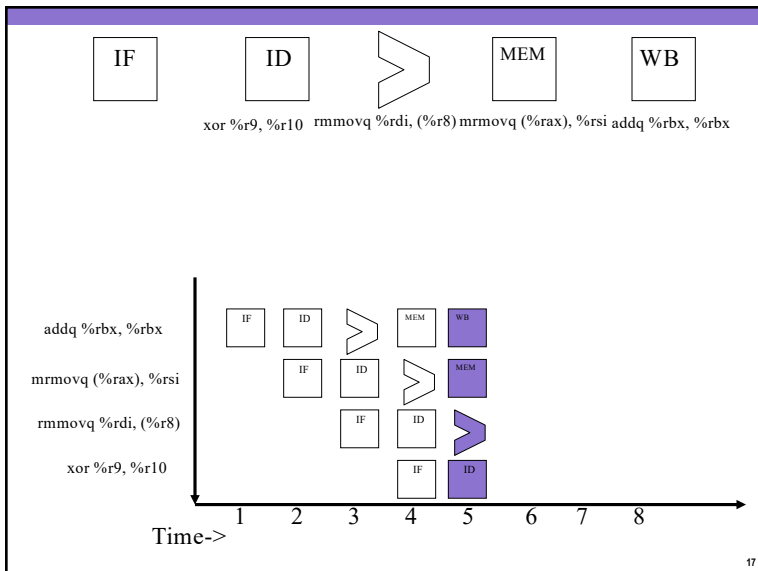 IF ID MEM WB
xor %r9, %r10 rmmovq %rdi, (%r8) mrmovq (%rax), %rsi addq %rbx, %rbx
addq %rbx, %rbx IF ID MEM WB
mrmovq (%rax), %rsi IF ID MEM
rmmovq %rdi, (%r8) IF ID
xor %r9, %r10 IF ID
1 2 3 4 5 6 7 8
Time->
17